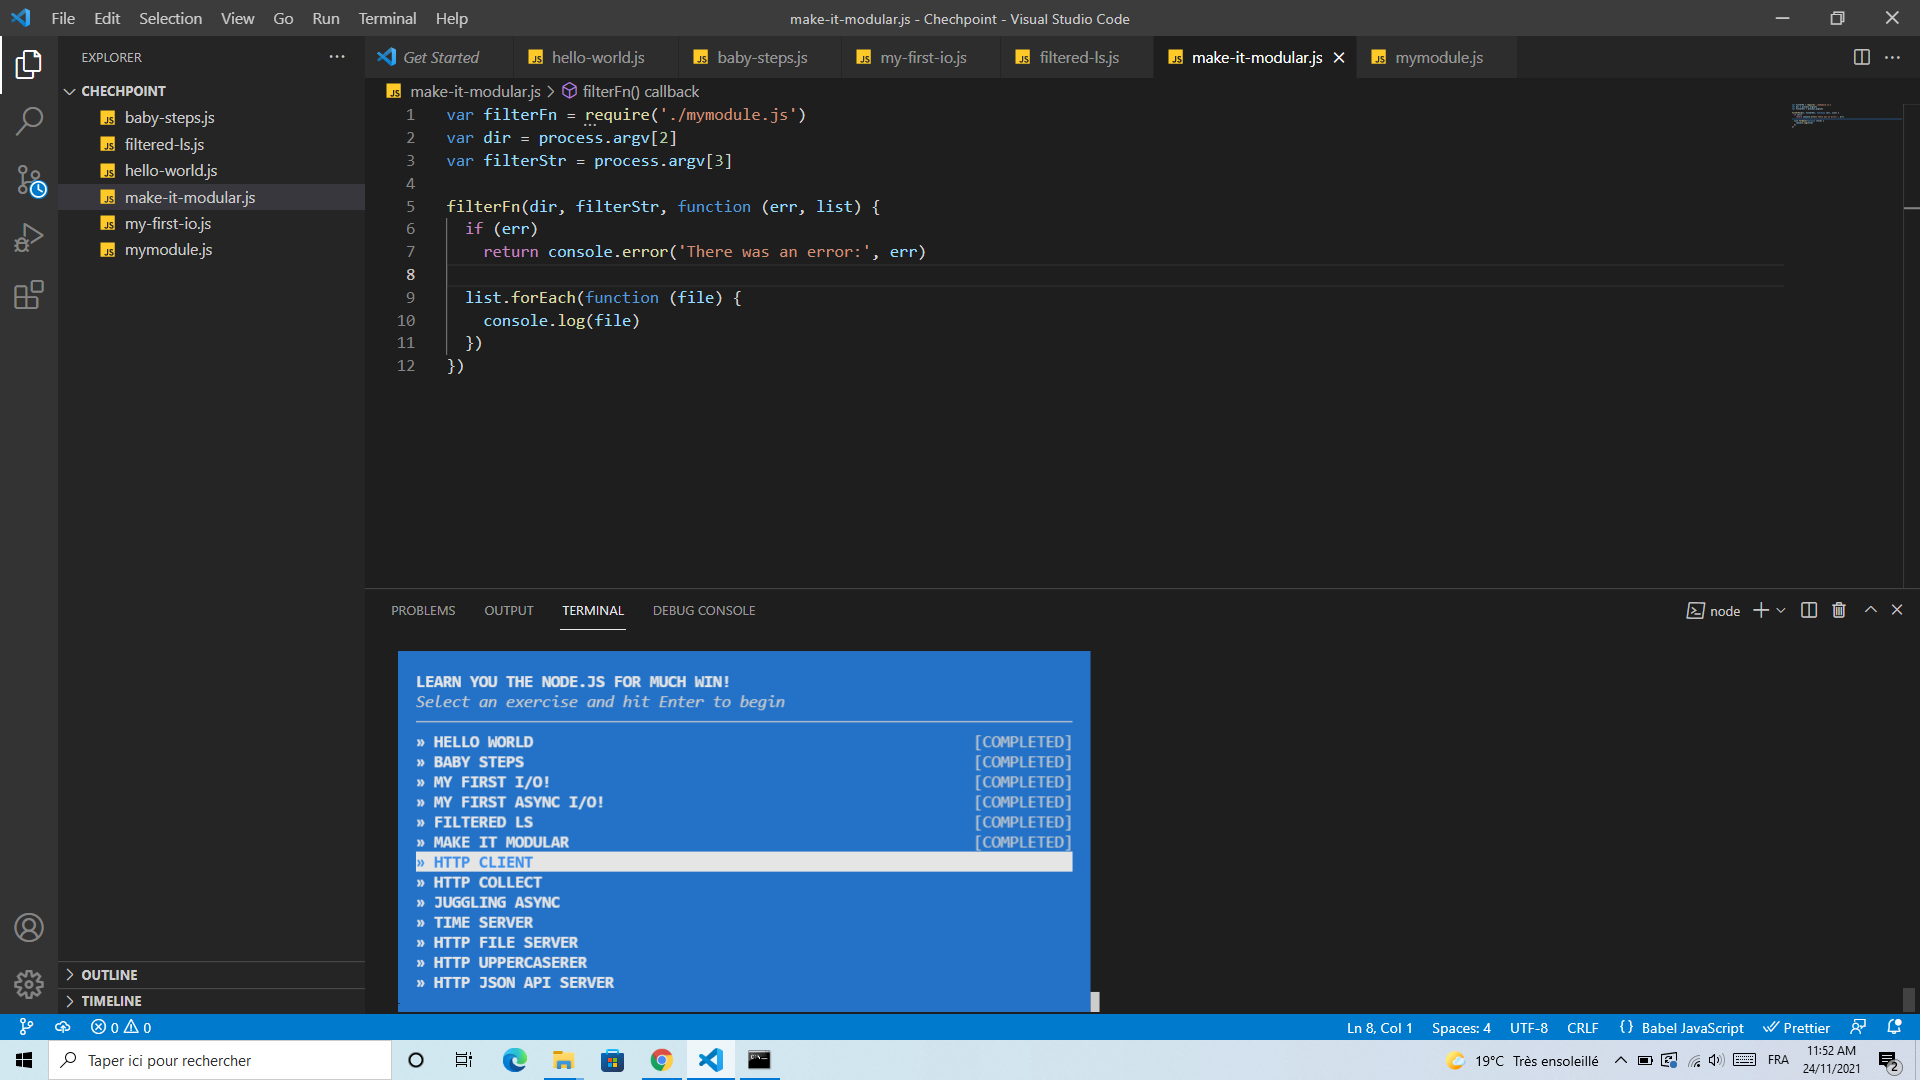 File Edit Selection View Go Run Terminal Help
make-it-modular.js - Chechpoint - Visual Studio Code
EXPLORER
CHECHPOINT
baby-steps.js
filtered-ls.js
hello-world.js
make-it-modular.js
my-first-io.js
mymodule.js
OUTLINE
TIMELINE
Get Started hello-world.js baby-steps.js my-first-io.js filtered-ls.js make-it-modular.js mymodule.js
make-it-modular.js > filterFn() callback
1 var filterFn = require('./mymodule.js')
2 var dir = process.argv[2]
3 var filterStr = process.argv[3]
4
5 filterFn(dir, filterStr, function (err, list) {
6 if (err)
7 return console.error('There was an error:', err)
8
9 list.forEach(function (file) {
10 console.log(file)
11 })
12 })
PROBLEMS OUTPUT TERMINAL DEBUG CONSOLE
node
LEARN YOU THE NODE.JS FOR MUCH WIN!
Select an exercise and hit Enter to begin
» HELLO WORLD [COMPLETED]
» BABY STEPS [COMPLETED]
» MY FIRST I/O! [COMPLETED]
» MY FIRST ASYNC I/O! [COMPLETED]
» FILTERED LS [COMPLETED]
» MAKE IT MODULAR [COMPLETED]
» HTTP CLIENT
» HTTP COLLECT
» JUGGLING ASYNC
» TIME SERVER
» HTTP FILE SERVER
» HTTP UPPERCASERER
» HTTP JSON API SERVER
0 0
Ln 8, Col 1 Spaces: 4 UTF-8 CRLF {} Babel JavaScript Prettier
Taper ici pour rechercher
19°C Très ensoleillé
FRA
11:52 AM
24/11/2021
2